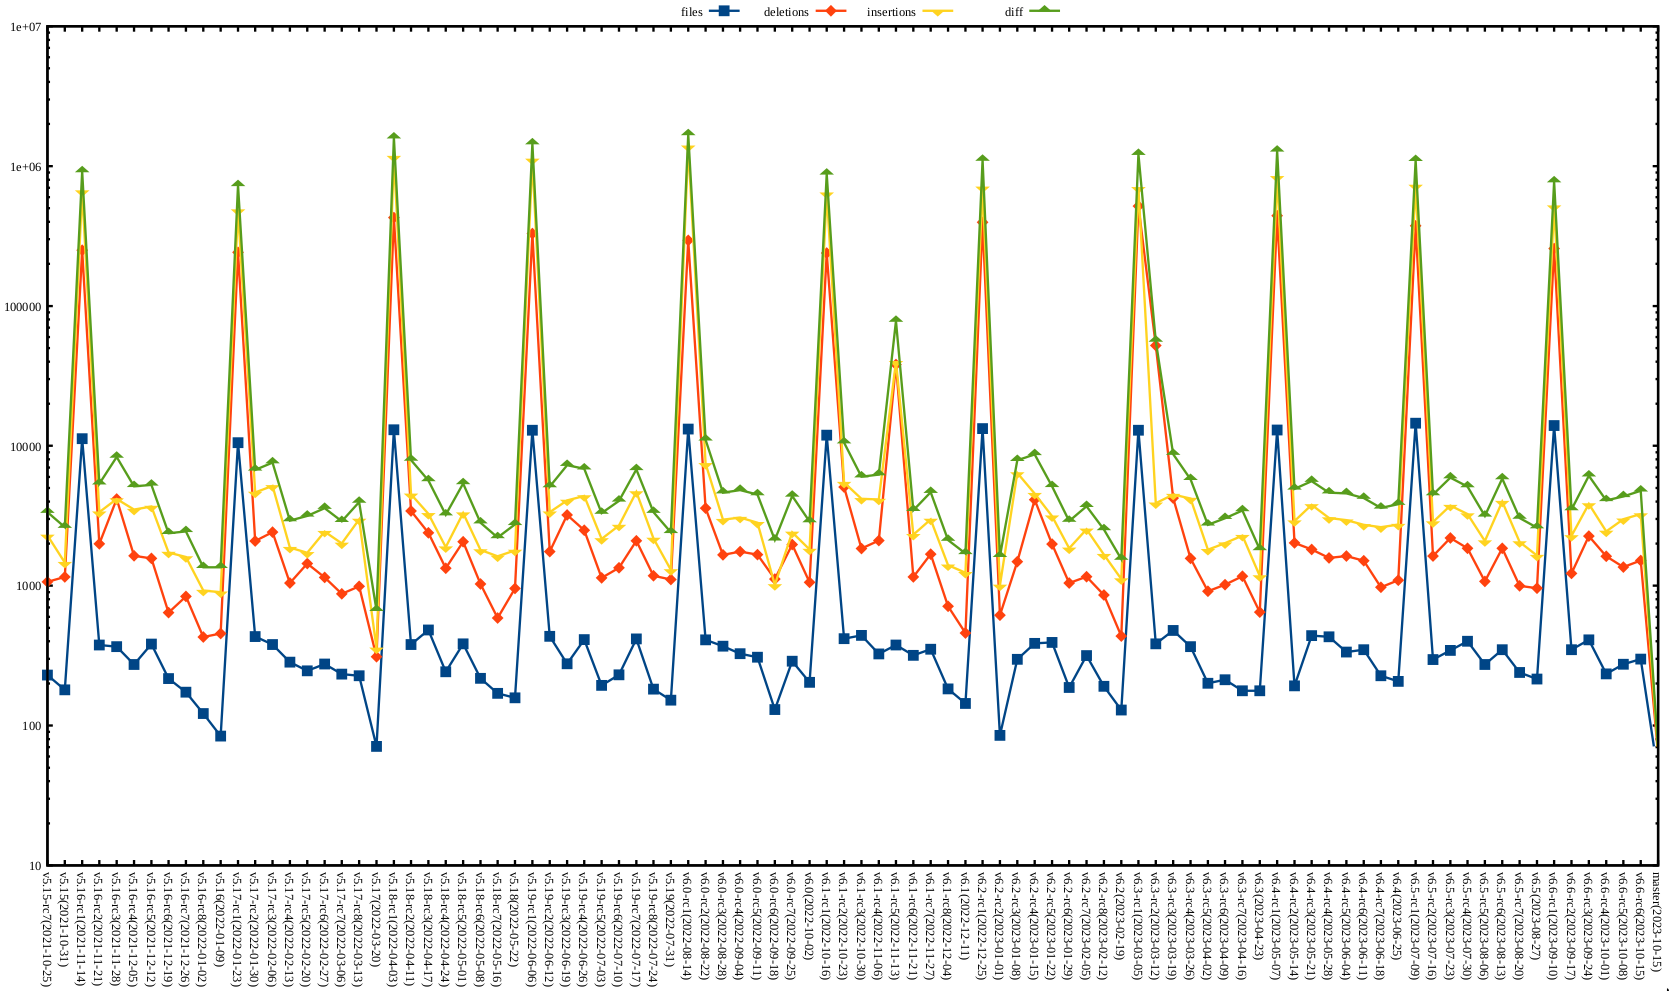 files deletions insertions diff
1e+07
1e+06
100000
10000
1000
100
10
v5.15-rc7(2021-10-25)
v5.15(2021-10-31)
v5.16-rc1(2021-11-14)
v5.16-rc2(2021-11-21)
v5.16-rc3(2021-11-28)
v5.16-rc4(2021-12-05)
v5.16-rc5(2021-12-12)
v5.16-rc6(2021-12-19)
v5.16-rc7(2021-12-26)
v5.16-rc8(2022-01-02)
v5.16(2022-01-09)
v5.17-rc1(2022-01-23)
v5.17-rc2(2022-01-30)
v5.17-rc3(2022-02-06)
v5.17-rc4(2022-02-13)
v5.17-rc5(2022-02-20)
v5.17-rc6(2022-02-27)
v5.17-rc7(2022-03-06)
v5.17-rc8(2022-03-13)
v5.17(2022-03-20)
v5.18-rc1(2022-04-03)
v5.18-rc2(2022-04-11)
v5.18-rc3(2022-04-17)
v5.18-rc4(2022-04-24)
v5.18-rc5(2022-05-01)
v5.18-rc6(2022-05-08)
v5.18-rc7(2022-05-16)
v5.18(2022-05-22)
v5.19-rc1(2022-06-06)
v5.19-rc2(2022-06-12)
v5.19-rc3(2022-06-19)
v5.19-rc4(2022-06-26)
v5.19-rc5(2022-07-03)
v5.19-rc6(2022-07-10)
v5.19-rc7(2022-07-17)
v5.19-rc8(2022-07-24)
v5.19(2022-07-31)
v6.0-rc1(2022-08-14)
v6.0-rc2(2022-08-22)
v6.0-rc3(2022-08-28)
v6.0-rc4(2022-09-04)
v6.0-rc5(2022-09-11)
v6.0-rc6(2022-09-18)
v6.0-rc7(2022-09-25)
v6.0(2022-10-02)
v6.1-rc1(2022-10-16)
v6.1-rc2(2022-10-23)
v6.1-rc3(2022-10-30)
v6.1-rc4(2022-11-06)
v6.1-rc5(2022-11-13)
v6.1-rc6(2022-11-21)
v6.1-rc7(2022-11-27)
v6.1-rc8(2022-12-04)
v6.1(2022-12-11)
v6.2-rc1(2022-12-25)
v6.2-rc2(2023-01-01)
v6.2-rc3(2023-01-08)
v6.2-rc4(2023-01-15)
v6.2-rc5(2023-01-22)
v6.2-rc6(2023-01-29)
v6.2-rc7(2023-02-05)
v6.2-rc8(2023-02-12)
v6.2(2023-02-19)
v6.3-rc1(2023-03-05)
v6.3-rc2(2023-03-12)
v6.3-rc3(2023-03-19)
v6.3-rc4(2023-03-26)
v6.3-rc5(2023-04-02)
v6.3-rc6(2023-04-09)
v6.3-rc7(2023-04-16)
v6.3(2023-04-23)
v6.4-rc1(2023-05-07)
v6.4-rc2(2023-05-14)
v6.4-rc3(2023-05-21)
v6.4-rc4(2023-05-28)
v6.4-rc5(2023-06-04)
v6.4-rc6(2023-06-11)
v6.4-rc7(2023-06-18)
v6.4(2023-06-25)
v6.5-rc1(2023-07-09)
v6.5-rc2(2023-07-16)
v6.5-rc3(2023-07-23)
v6.5-rc4(2023-07-30)
v6.5-rc5(2023-08-06)
v6.5-rc6(2023-08-13)
v6.5-rc7(2023-08-20)
v6.5(2023-08-27)
v6.6-rc1(2023-09-10)
v6.6-rc2(2023-09-17)
v6.6-rc3(2023-09-24)
v6.6-rc4(2023-10-01)
v6.6-rc5(2023-10-08)
v6.6-rc6(2023-10-15)
master(2023-10-15)